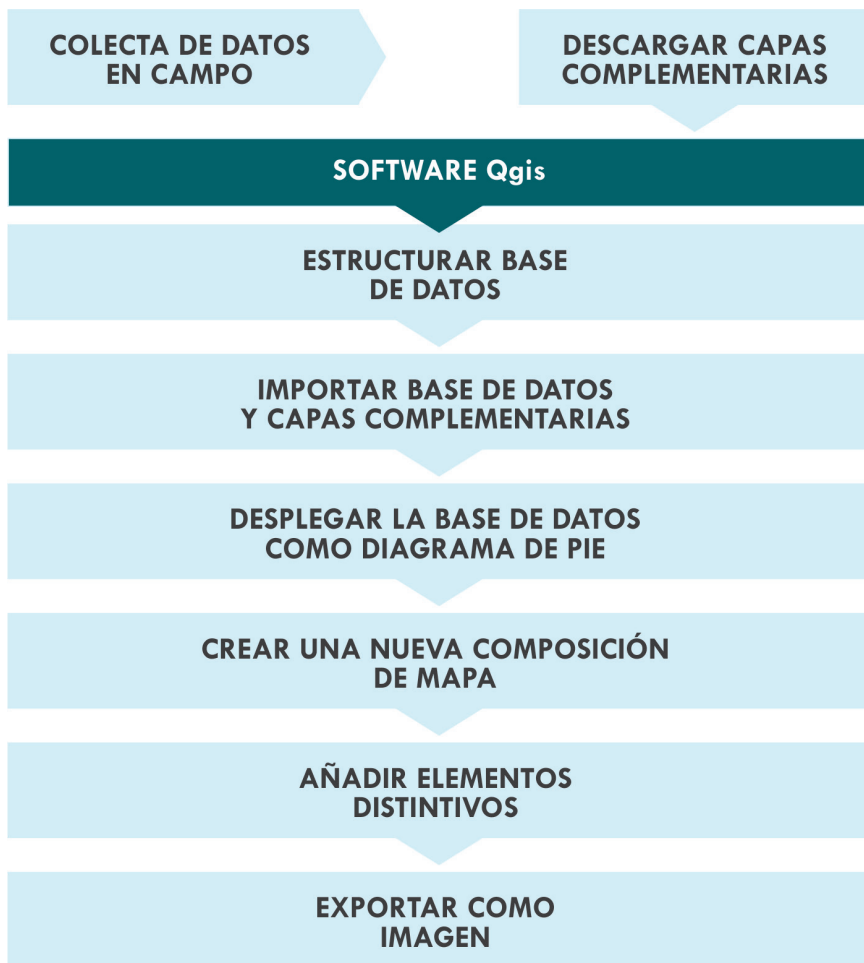 COLECTA DE DATOS
EN CAMPO
DESCARGAR CAPAS
COMPLEMENTARIAS
SOFTWARE Qgis
ESTRUCTURAR BASE
DE DATOS
IMPORTAR BASE DE DATOS
Y CAPAS COMPLEMENTARIAS
DESPLEGAR LA BASE DE DATOS
COMO DIAGRAMA DE PIE
CREAR UNA NUEVA COMPOSICIÓN
DE MAPA
AÑADIR ELEMENTOS
DISTINTIVOS
EXPORTAR COMO
IMAGEN